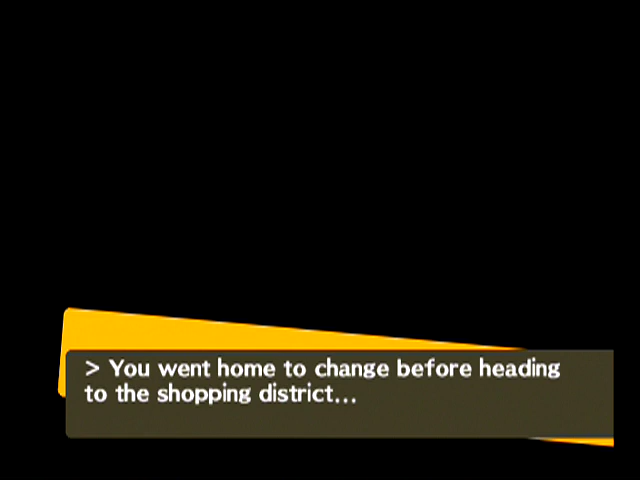 > You went home to change before heading
to the shopping district...